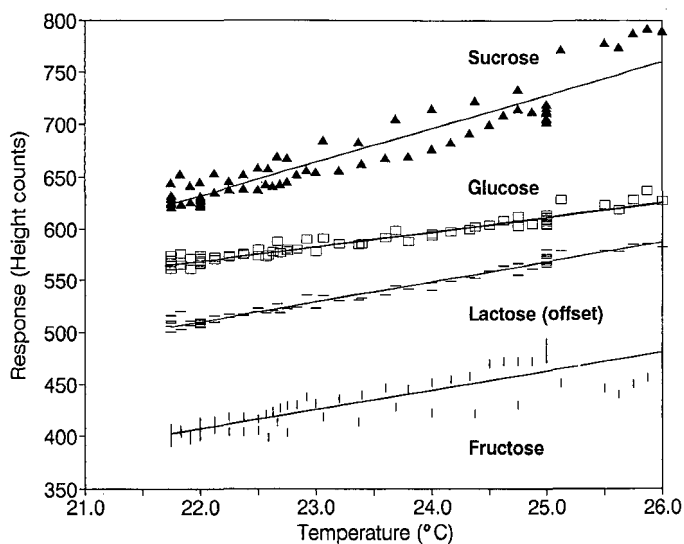 800
750
700
650
600
550
500
450
400
350
Response (Height counts)
Sucrose
Glucose
Lactose (offset)
Fructose
21.0 22.0 23.0 24.0 25.0 26.0
Temperature (°C)